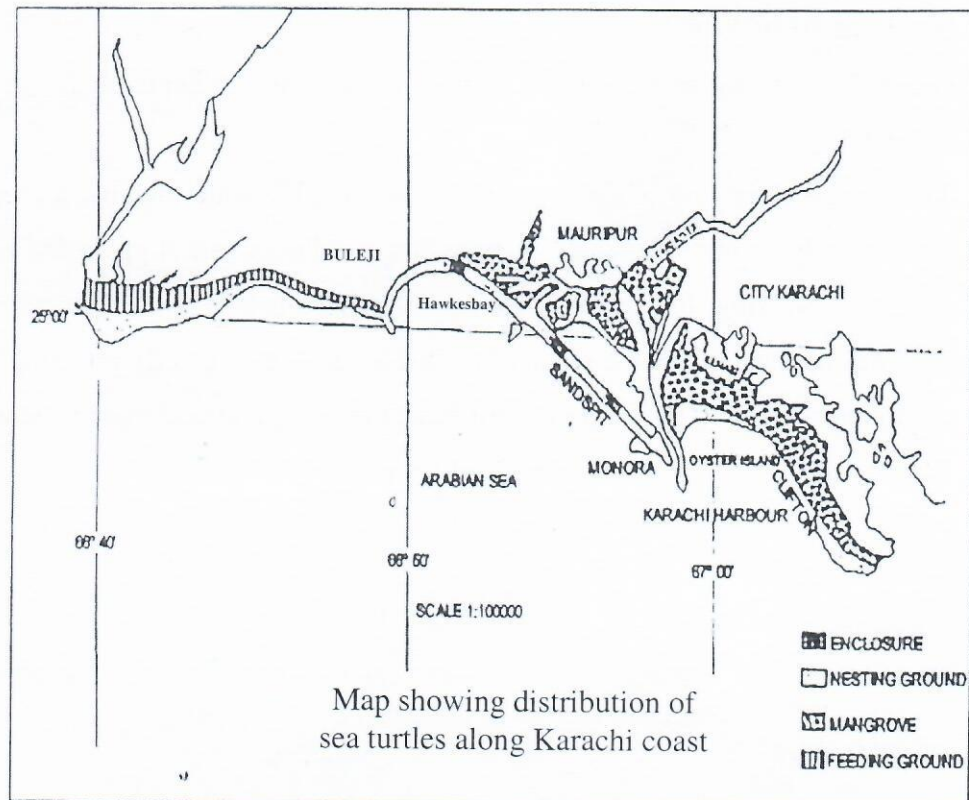 MAURIPUR
BULEJI
Hawkesbay
CITY KARACHI
25° 00'
SANDSPIT
MONORA
OYSTER ISLAND
ARABIAN SEA
KARACHI HARBOUR
CLIFTON
66° 40'
66° 50'
67° 00'
SCALE 1:100000
ENCLOSURE
NESTING GROUND
MANGROVE
FEEDING GROUND
Map showing distribution of
sea turtles along Karachi coast